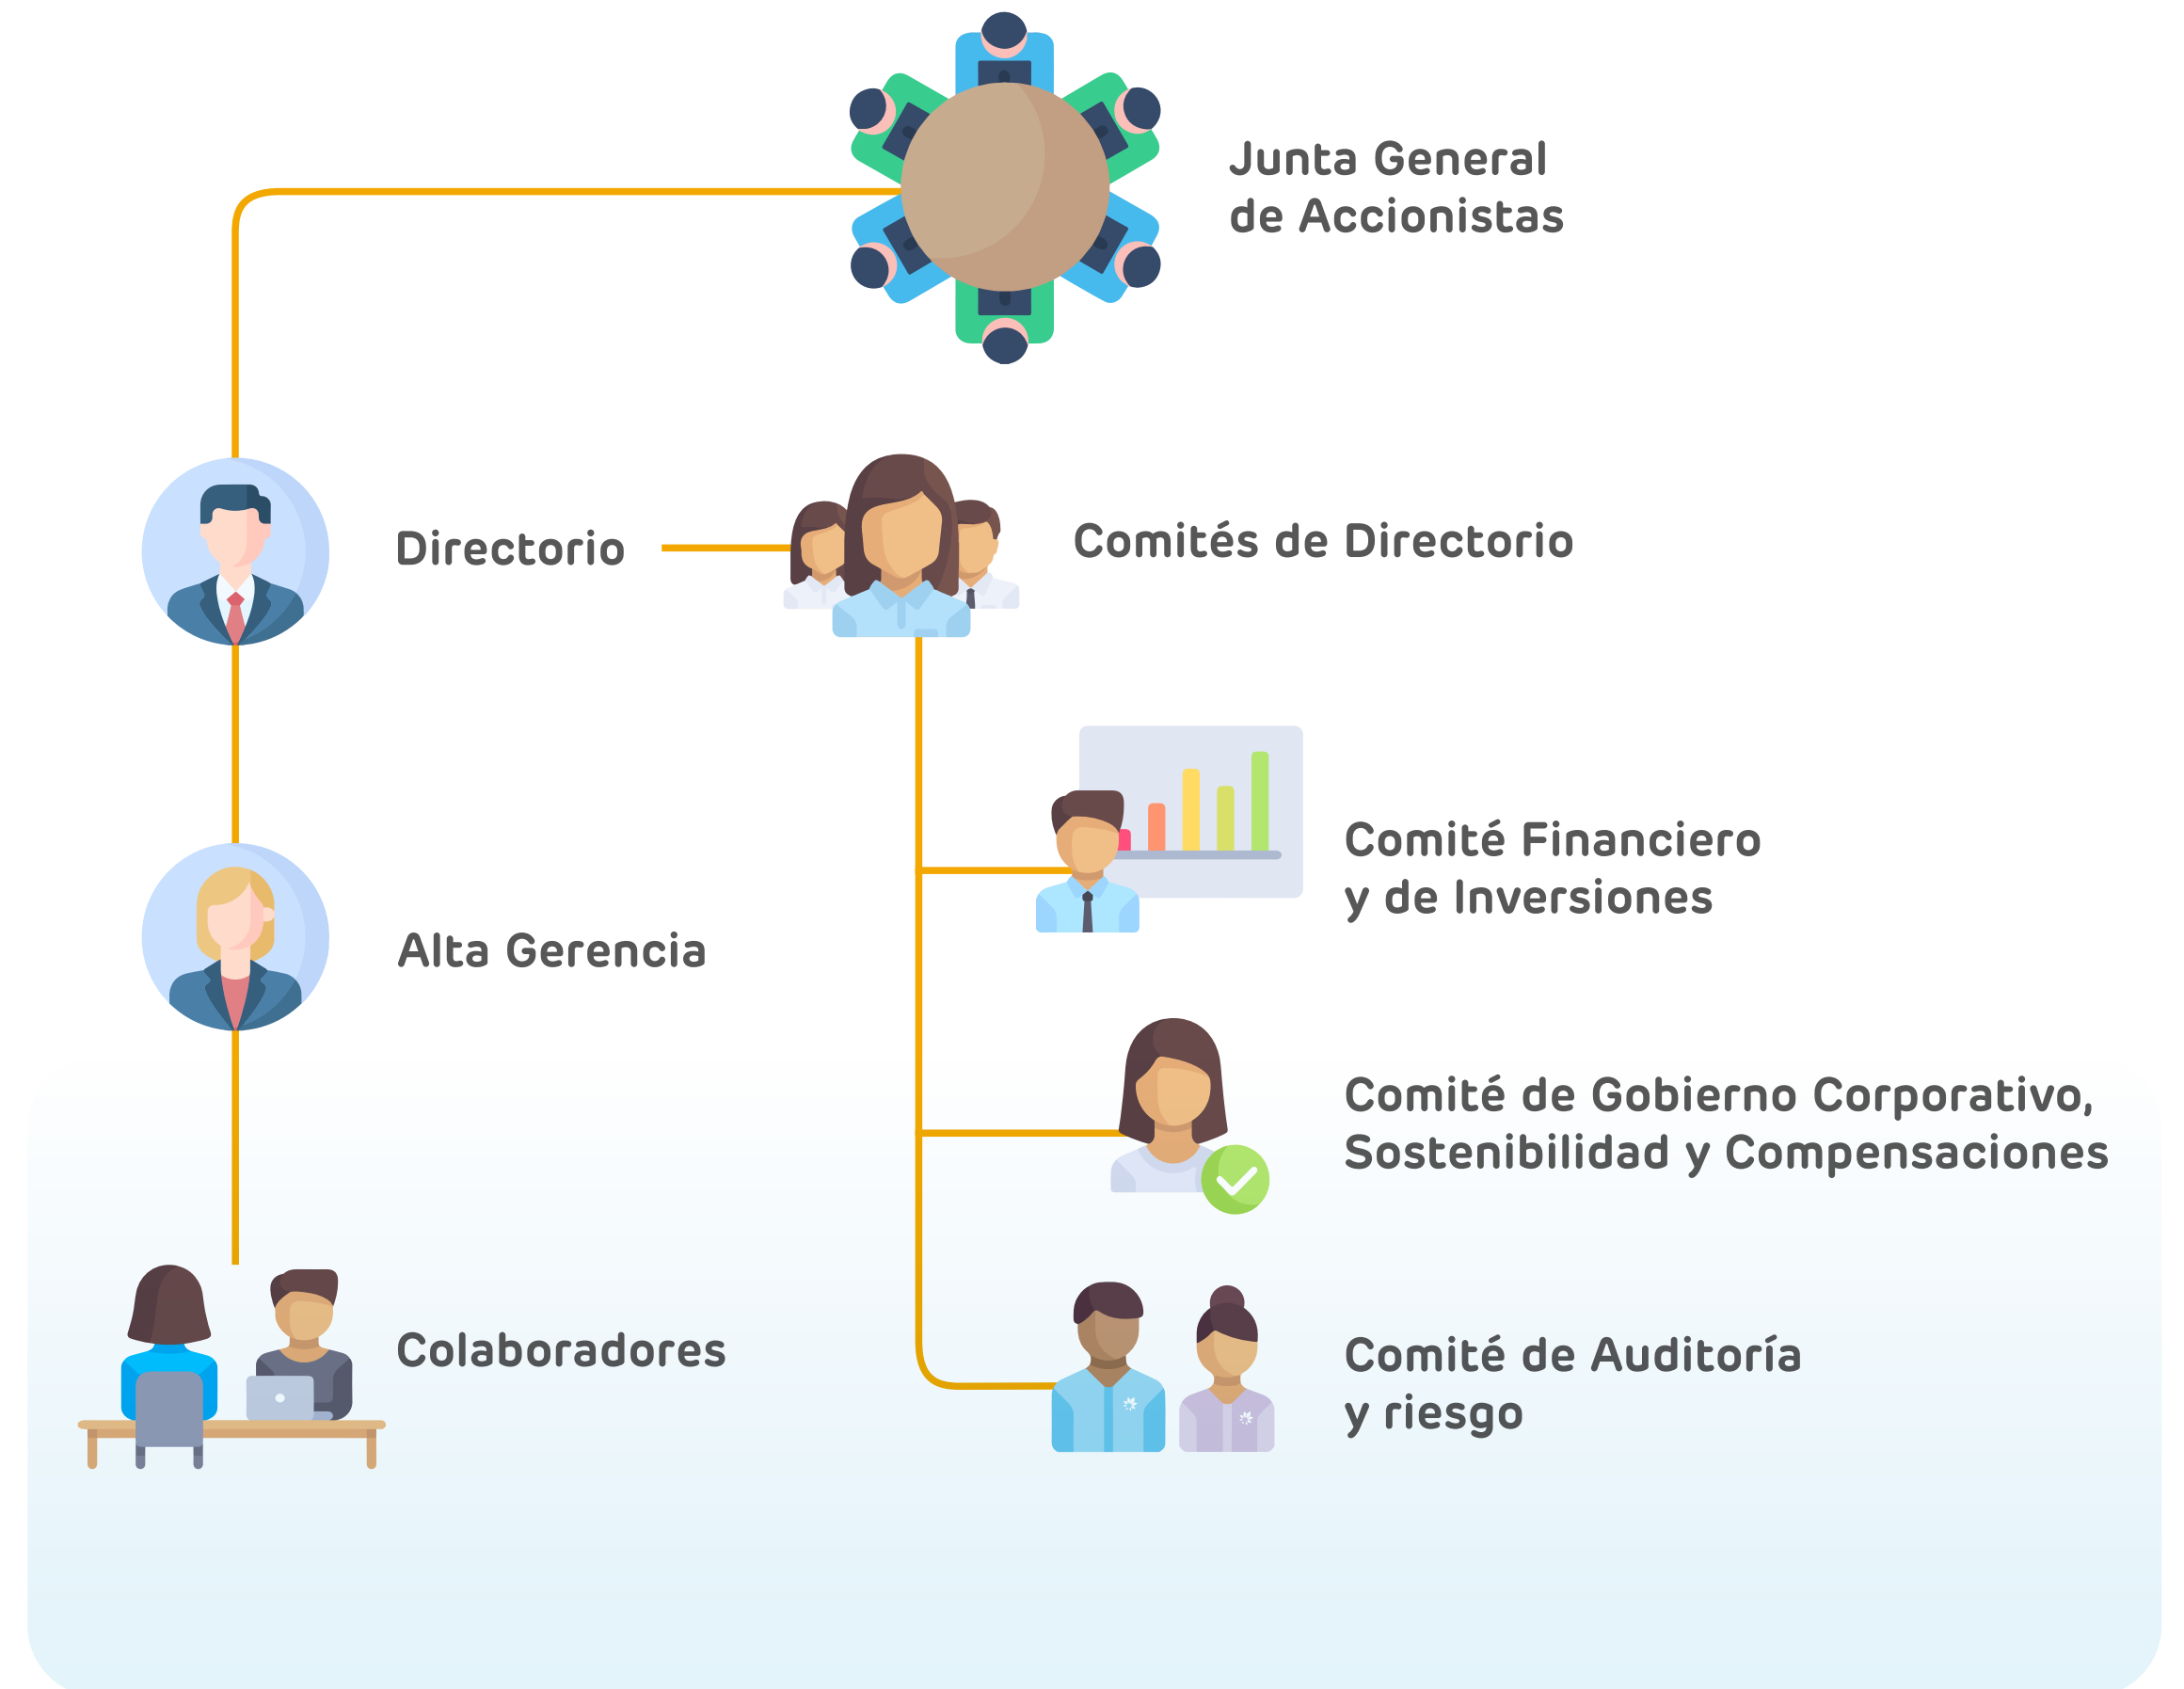 Junta General
de Accionistas
Directorio
Comités de Directorio
Comité Financiero
y de Inversiones
Alta Gerencia
Comité de Gobierno Corporativo,
Sostenibilidad y Compensaciones
Colaboradores
Comité de Auditoría
y riesgo